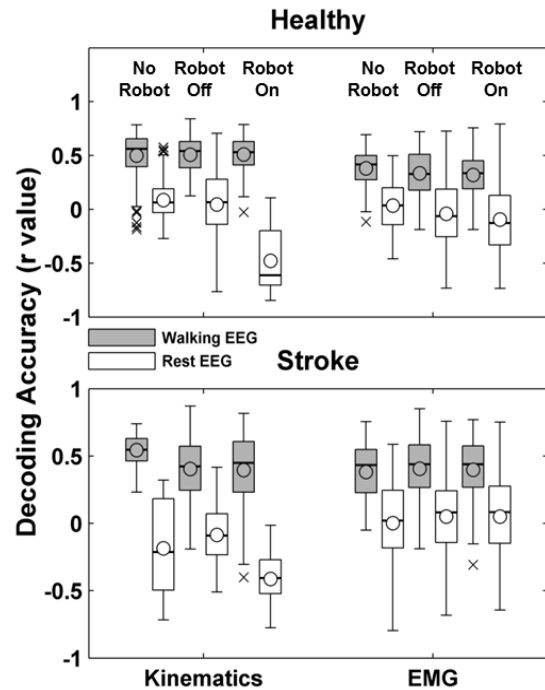 Healthy
No Robot Robot No Robot Robot
Robot Off On Robot Off On
1
0.5
0
-0.5
-1
Decoding Accuracy (r value)
Walking EEG
Rest EEG
Stroke
1
0.5
0
-0.5
-1
Kinematics EMG